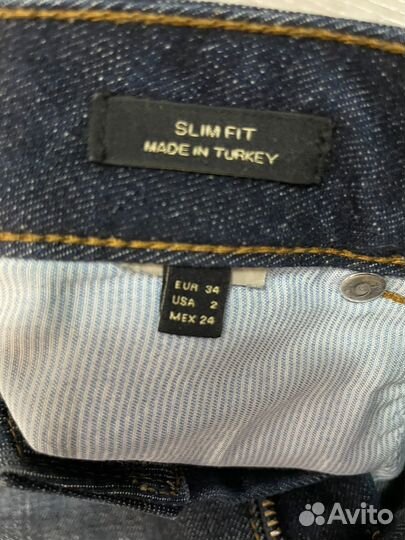 SLIM FIT
MADE IN TURKEY
EUR 34
USA 2
MEX 24
Avito